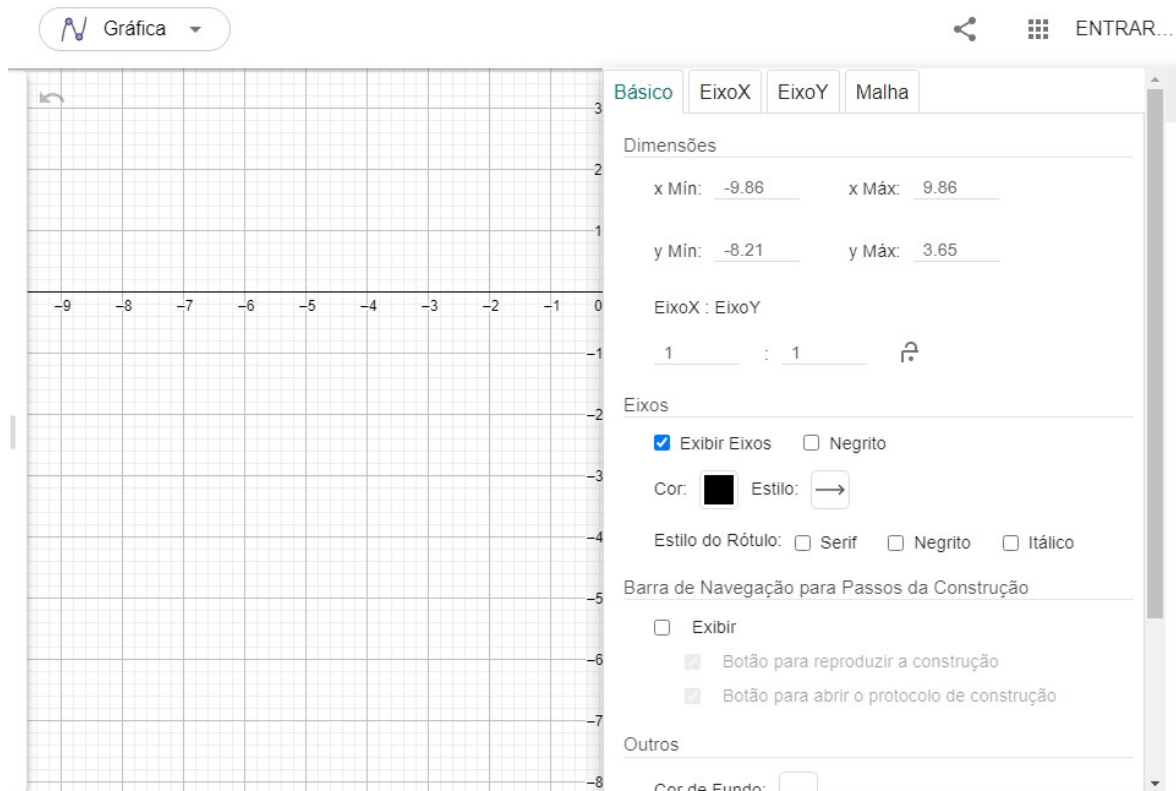 Gráfica
ENTRAR...
3
2
1
−9 −8 −7 −6 −5 −4 −3 −2 −1 0
−1
−2
−3
−4
−5
−6
−7
−8
Básico EixoX EixoY Malha
Dimensões
x Mín: -9.86 x Máx: 9.86
y Mín: -8.21 y Máx: 3.65
EixoX : EixoY
1 : 1
Eixos
Exibir Eixos Negrito
Cor: Estilo:
Estilo do Rótulo: Serif Negrito Itálico
Barra de Navegação para Passos da Construção
Exibir
Botão para reproduzir a construção
Botão para abrir o protocolo de construção
Outros
Cor de Fundo: